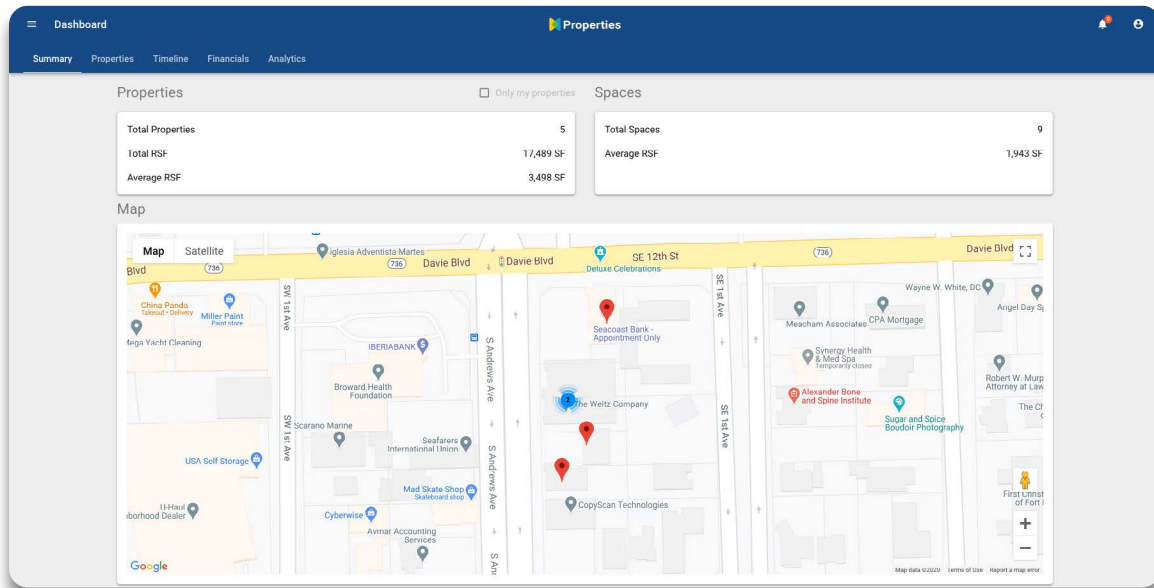 Dashboard
Properties
8
Summary
Properties
Timeline
Financials
Analytics
Properties
Only my properties
Spaces
Total Properties 5
Total RSF 17,489 SF
Average RSF 3,498 SF
Total Spaces 9
Average RSF 1,943 SF
Map
Map
Satellite
Iglesia Adventista Martes
Blvd
736
736
Davie Blvd
Davie Blvd
SE 12th St
736
Davie Blvd
Deluxe Celebrations
China Panda
Takeout • Delivery
Miller Paint
Paint store
Mega Yacht Cleaning
SW 1st Ave
IBERIABANK
Broward Health
Foundation
S Andrews Ave
Seacoast Bank -
Appointment Only
SE 1st Ave
Wayne W. White, DC
Angel Day
Meacham Associates
CPA Mortgage
Synergy Health
& Med Spa
Temporarily closed
Robert W. Murp
Attorney at Law
Alexander Bone
and Spine Institute
Sugar and Spice
Boudoir Photography
The Ch
2
The Weitz Company
Scarano Marine
SW 1st Ave
Seafarers
International Union
S Andrews Ave
SE 1st Ave
USA Self Storage
Mad Skate Shop
Skateboard shop
U-Haul
borhood Dealer
Cyberwise
Avmar Accounting
Services
CopyScan Technologies
First Christ
of Fort
S An
Google
Map data ©2020
Terms of Use
Report a map error